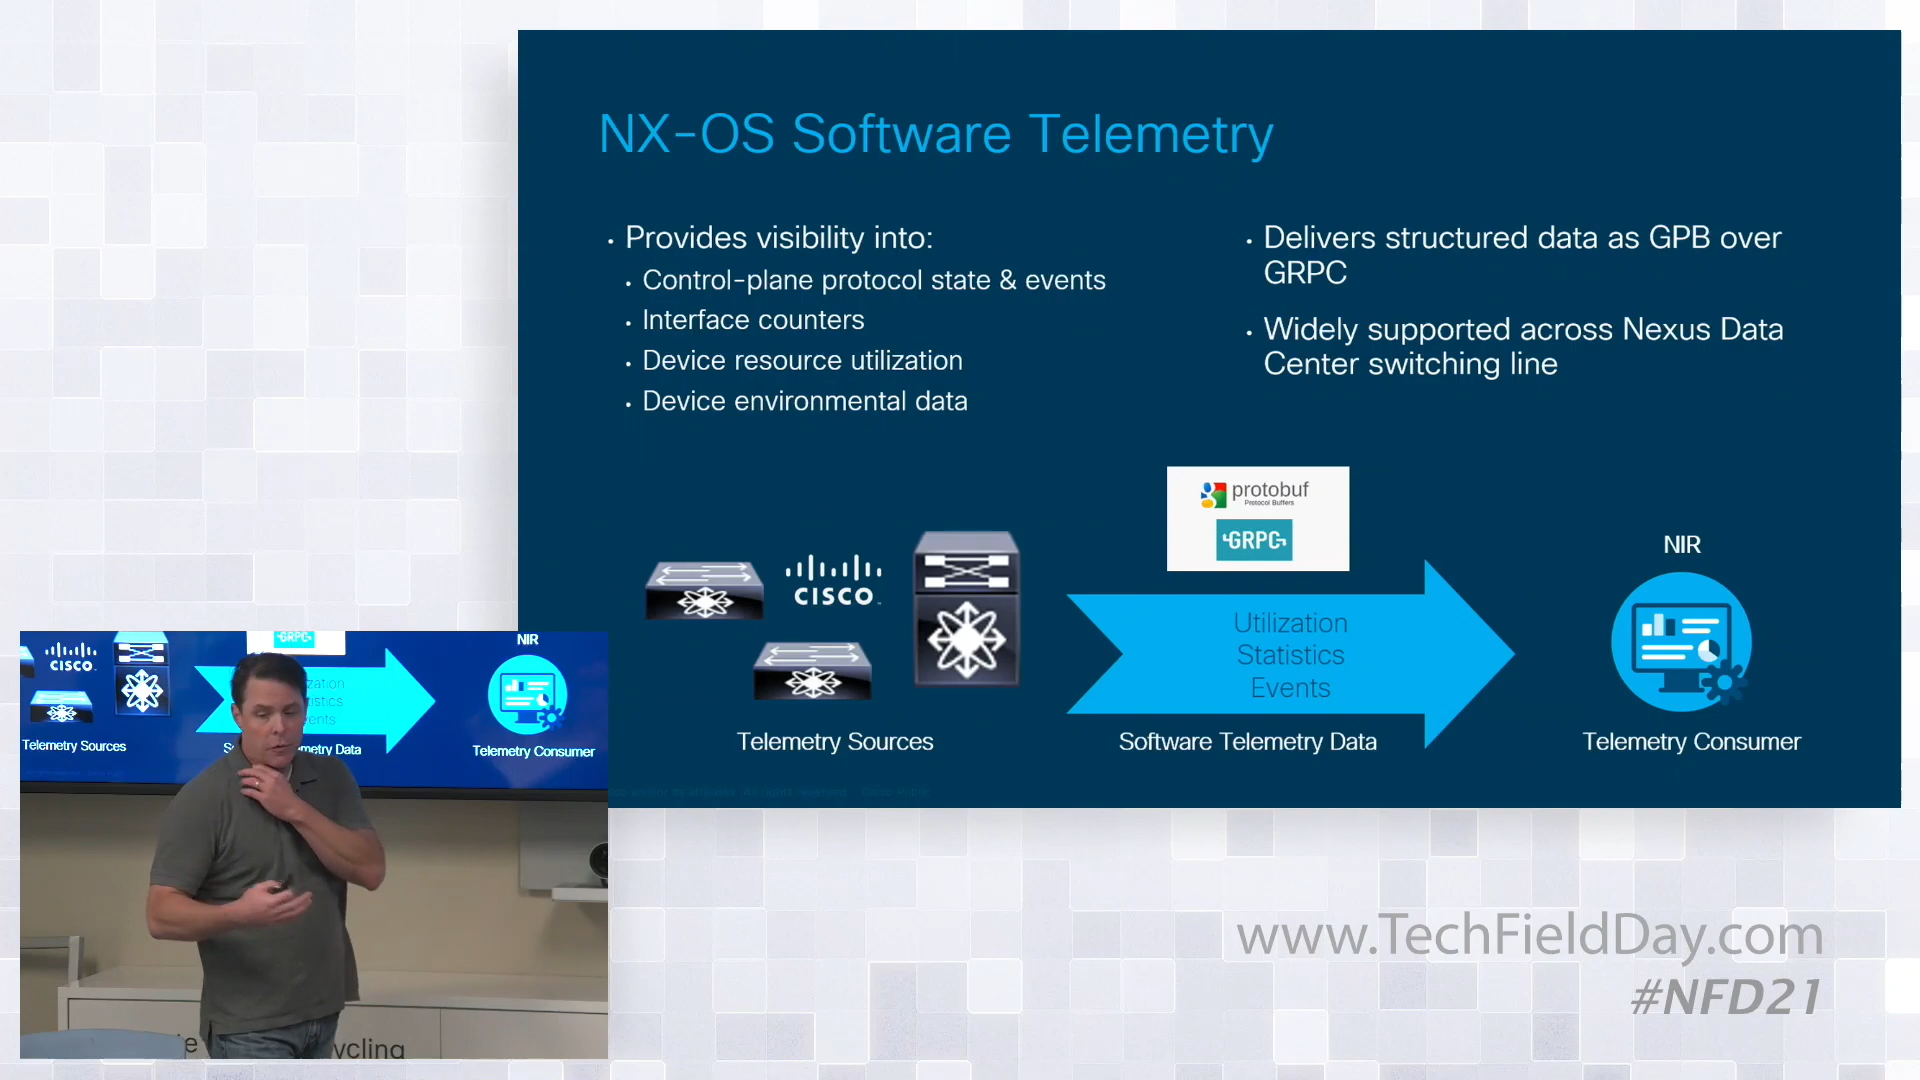 NX-OS Software Telemetry
• Provides visibility into:
• Control-plane protocol state & events
• Interface counters
• Device resource utilization
• Device environmental data
• Delivers structured data as GPB over
GRPC
• Widely supported across Nexus Data
Center switching line
protobuf
Protocol Buffers
GRPC
CISCO
Utilization
Statistics
Events
NIR
Telemetry Sources
Software Telemetry Data
Telemetry Consumer
GRPC
CISCO
NIR
Telemetry Sources
Telemetry Consumer
www.TechFieldDay.com
#NFD21